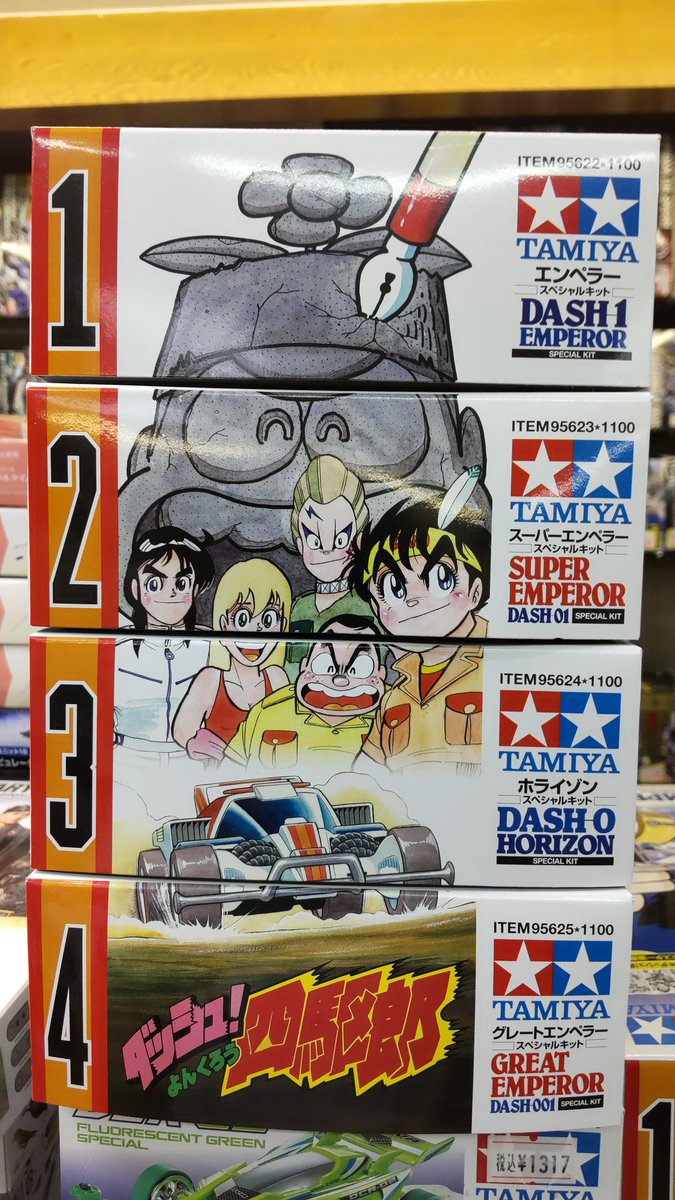 1
ITEM95622★1100
TAMIYA
エンペラー
スペシャルキット
DASH 1
EMPEROR
SPECIAL KIT
2
ITEM95623★1100
TAMIYA
スーパーエンペラー
スペシャルキット
SUPER
EMPEROR
DASH 01 SPECIAL KIT
3
ITEM95624★1100
TAMIYA
ホライゾン
スペシャルキット
DASH-0
HORIZON
SPECIAL KIT
4
ITEM95625★1100
TAMIYA
グレートエンペラー
スペシャルキット
GREAT
EMPEROR
DASH-001 SPECIAL KIT
ダッシュ!
よんくろう
四駆郎
FLUORESCENT GREEN
SPECIAL
税込¥1317
1